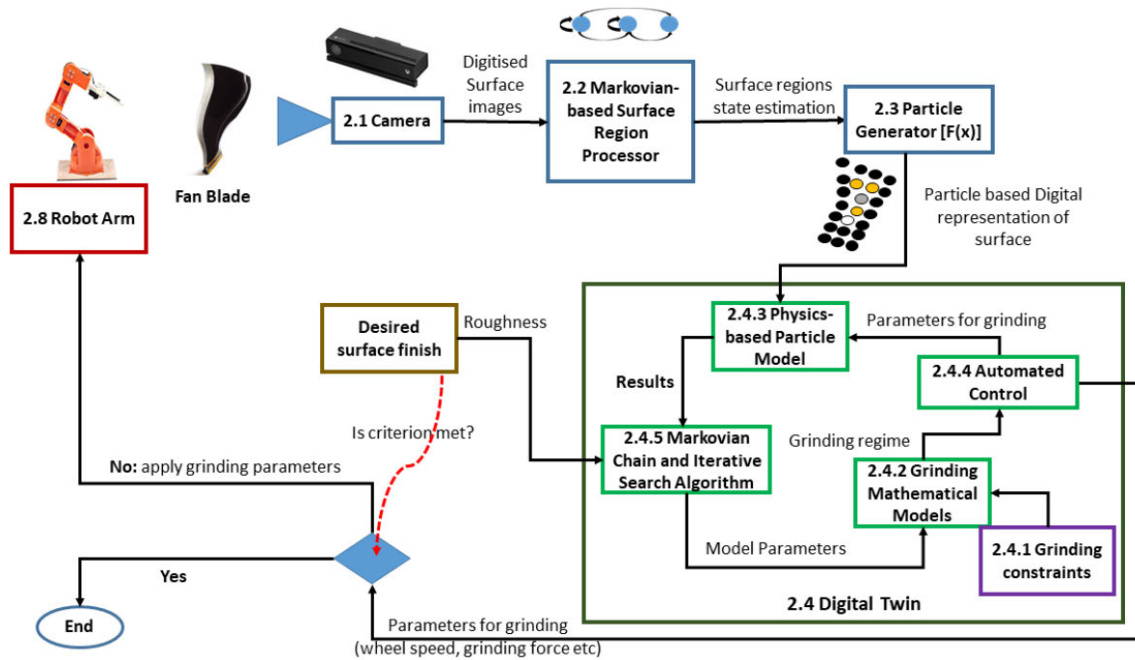 Digitised
Surface
images
2.1 Camera
2.2 Markovian-
based Surface
Region
Processor
Surface regions
state estimation
2.3 Particle
Generator [F(x)]
Fan Blade
2.8 Robot Arm
Particle based Digital
representation of
surface
Desired
surface finish
Roughness
2.4.3 Physics-
based Particle
Model
Parameters for grinding
2.4.4 Automated
Control
Results
Is criterion met?
2.4.5 Markovian
Chain and Iterative
Search Algorithm
Grinding regime
2.4.2 Grinding
Mathematical
Models
No: apply grinding parameters
Model Parameters
2.4.1 Grinding
constraints
Yes
2.4 Digital Twin
End
Parameters for grinding
(wheel speed, grinding force etc)